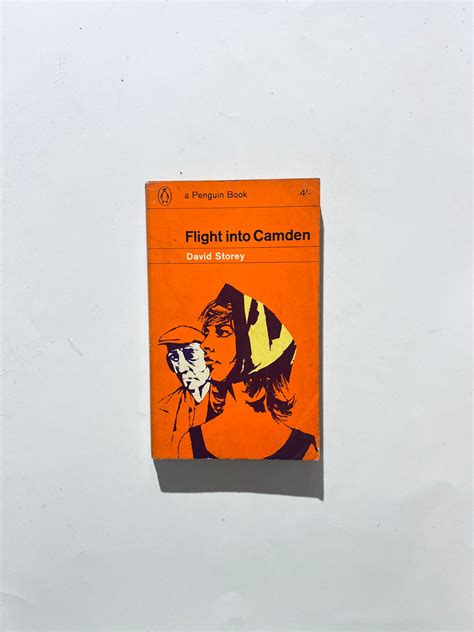 a Penguin Book 4/-
Flight into Camden
David Storey